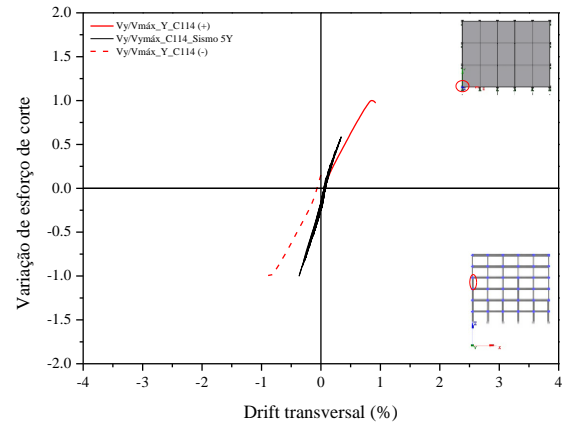 Vy/Vmáx_Y_C114 (+)
Vy/Vymáx_C114_Sismo 5Y
Vy/Vmáx_Y_C114 (-)
2.0
1.5
1.0
0.5
0.0
-0.5
-1.0
-1.5
-2.0
Variação de esforço de corte
-4 -3 -2 -1 0 1 2 3 4
Drift transversal (%)